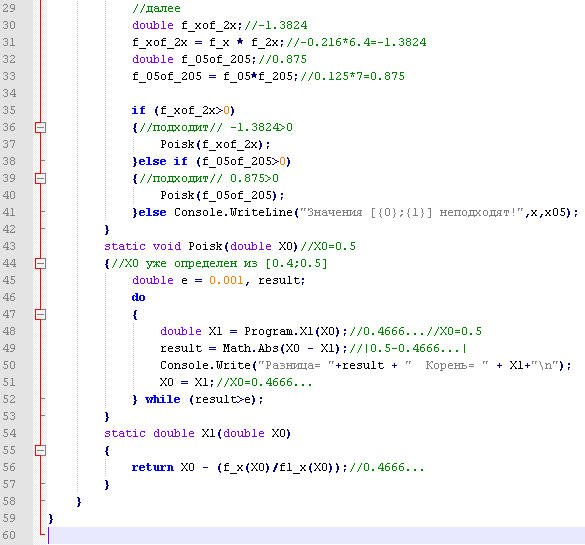 29 //далее
30 double f_xof_2x;//-1.3824
31 f_xof_2x = f_x * f_2x;//-0.216*6.4=-1.3824
32 double f_05of_205;//0.875
33 f_05of_205 = f_05*f_205;//0.125*7=0.875
34
35 if (f_xof_2x>0)
36 {//подходит// -1.3824>0
37 Poisk(f_xof_2x);
38 }else if (f_05of_205>0)
39 {//подходит// 0.875>0
40 Poisk(f_05of_205);
41 }else Console.WriteLine("Значения [{0};{1}] неподходят!",x,x05);
42 }
43 static void Poisk(double X0)//X0=0.5
44 {//X0 уже определен из [0.4;0.5]
45 double e = 0.001, result;
46 do
47 {
48 double X1 = Program.X1(X0);//0.4666...//X0=0.5
49 result = Math.Abs(X0 - X1);//|0.5-0.4666...|
50 Console.Write("Разница= "+result + "  Корень= " + X1+"\n");
51 X0 = X1;//X0=0.4666...
52 } while (result>e);
53 }
54 static double X1(double X0)
55 {
56 return X0 - (f_x(X0)/f1_x(X0));//0.4666...
57 }
58 }
59 }
60